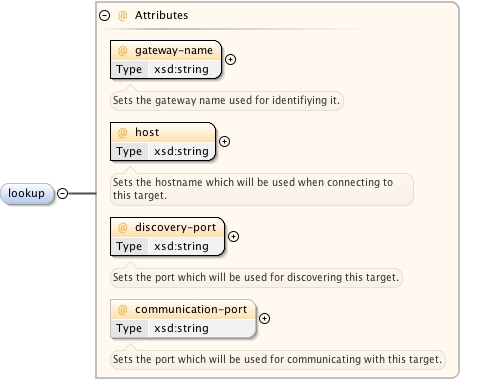 @ Attributes
@ gateway-name
Type xsd:string
Sets the gateway name used for identifiying it.
@ host
Type xsd:string
Sets the hostname which will be used when connecting to
this target.
lookup
@ discovery-port
Type xsd:string
Sets the port which will be used for discovering this target.
@ communication-port
Type xsd:string
Sets the port which will be used for communicating with this target.